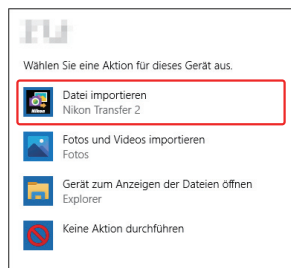 Wählen Sie eine Aktion für dieses Gerät aus.
Datei importieren
Nikon Transfer 2
Fotos und Videos importieren
Fotos
Gerät zum Anzeigen der Dateien öffnen
Explorer
Keine Aktion durchführen